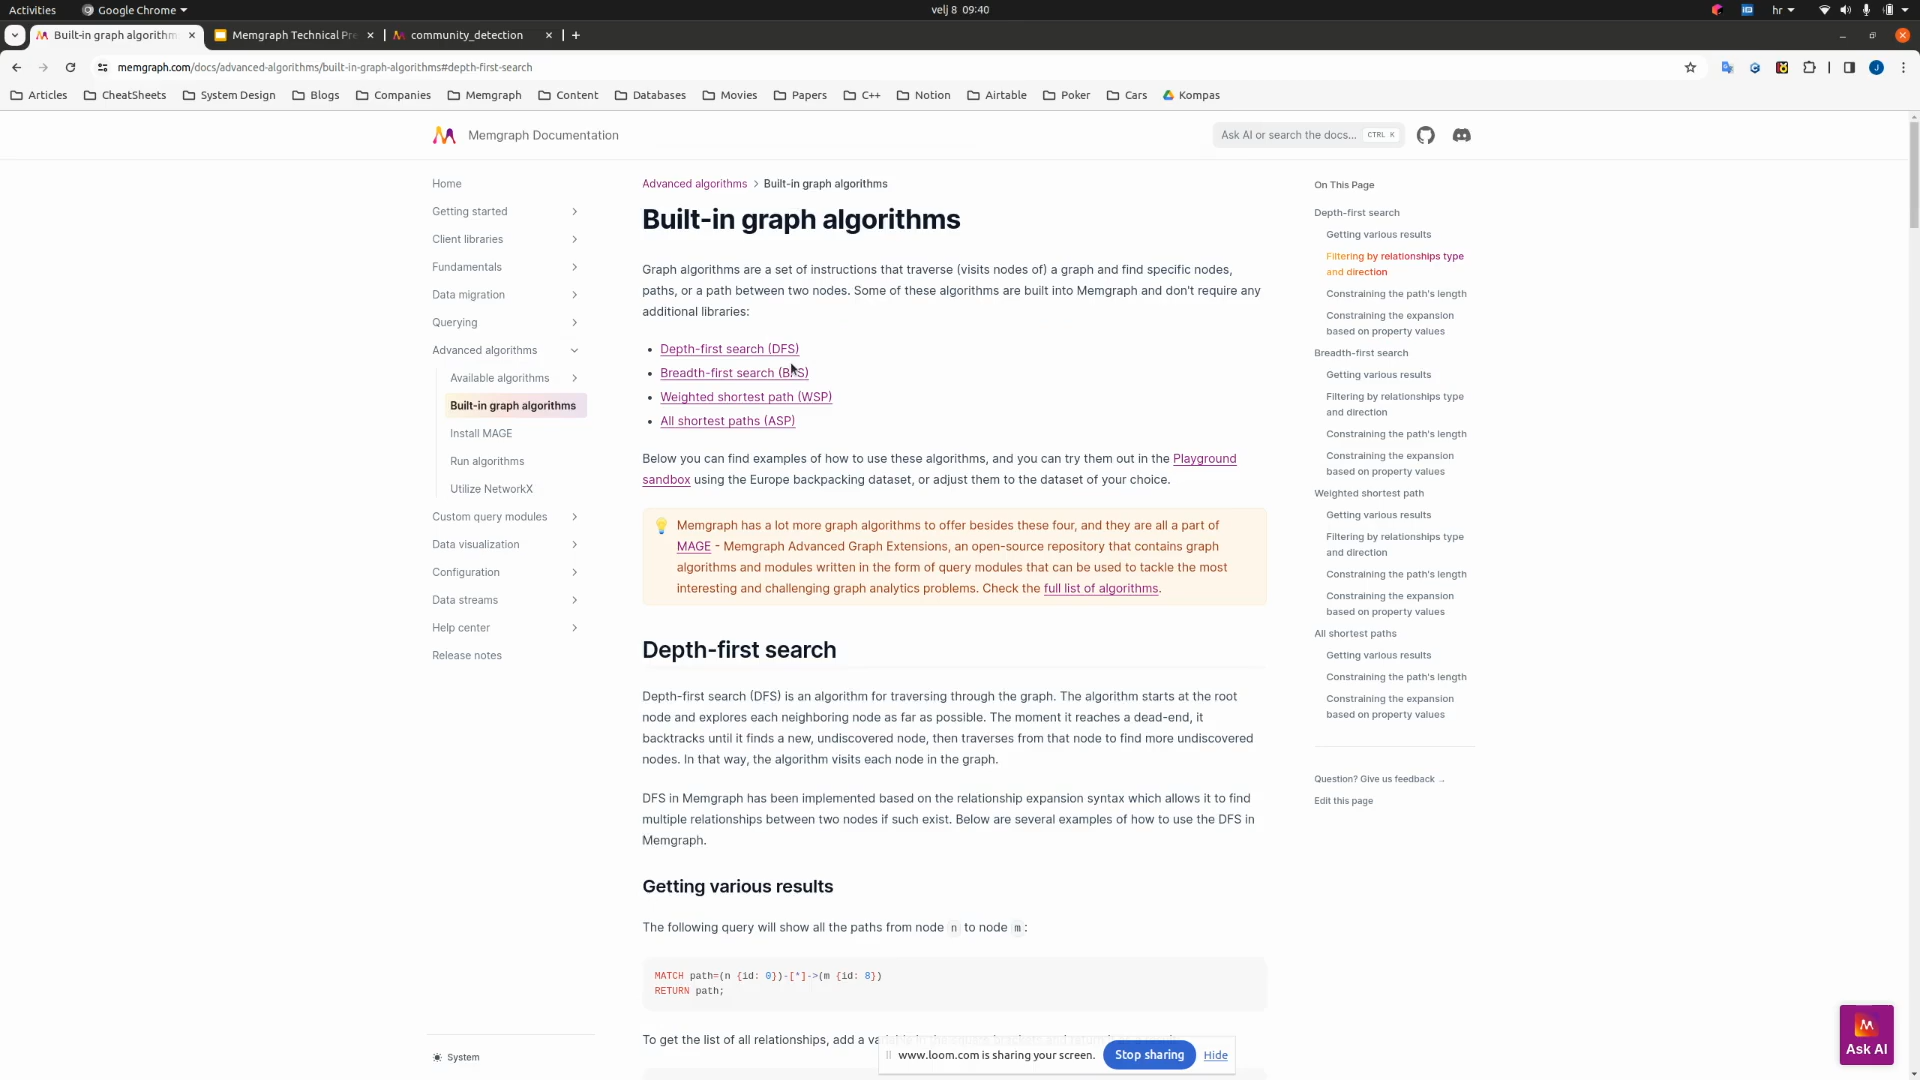 Activities
Google Chrome
velj 8 09:40
hr
Built-in graph algorithm
Memgraph Technical Pre
community_detection
memgraph.com/docs/advanced-algorithms/built-in-graph-algorithms#depth-first-search
Articles
CheatSheets
System Design
Blogs
Companies
Memgraph
Content
Databases
Movies
Papers
C++
Notion
Airtable
Poker
Cars
Kompas
Memgraph Documentation
Ask AI or search the docs...
CTRL K
Home
Getting started
Client libraries
Fundamentals
Data migration
Querying
Advanced algorithms
Available algorithms
Built-in graph algorithms
Install MAGE
Run algorithms
Utilize NetworkX
Custom query modules
Data visualization
Configuration
Data streams
Help center
Release notes
System
Advanced algorithms > Built-in graph algorithms
Built-in graph algorithms
Graph algorithms are a set of instructions that traverse (visits nodes of) a graph and find specific nodes,
paths, or a path between two nodes. Some of these algorithms are built into Memgraph and don't require any
additional libraries:
• Depth-first search (DFS)
• Breadth-first search (BFS)
• Weighted shortest path (WSP)
• All shortest paths (ASP)
Below you can find examples of how to use these algorithms, and you can try them out in the Playground
sandbox using the Europe backpacking dataset, or adjust them to the dataset of your choice.
Memgraph has a lot more graph algorithms to offer besides these four, and they are all a part of
MAGE - Memgraph Advanced Graph Extensions, an open-source repository that contains graph
algorithms and modules written in the form of query modules that can be used to tackle the most
interesting and challenging graph analytics problems. Check the full list of algorithms.
Depth-first search
Depth-first search (DFS) is an algorithm for traversing through the graph. The algorithm starts at the root
node and explores each neighboring node as far as possible. The moment it reaches a dead-end, it
backtracks until it finds a new, undiscovered node, then traverses from that node to find more undiscovered
nodes. In that way, the algorithm visits each node in the graph.
DFS in Memgraph has been implemented based on the relationship expansion syntax which allows it to find
multiple relationships between two nodes if such exist. Below are several examples of how to use the DFS in
Memgraph.
Getting various results
The following query will show all the paths from node n to node m:
MATCH path=(n {id: 0})-[*]->(m {id: 8})
RETURN path;
To get the list of all relationships, add a
www.loom.com is sharing your screen.
Stop sharing
Hide
On This Page
Depth-first search
Getting various results
Filtering by relationships type
and direction
Constraining the path's length
Constraining the expansion
based on property values
Breadth-first search
Getting various results
Filtering by relationships type
and direction
Constraining the path's length
Constraining the expansion
based on property values
Weighted shortest path
Getting various results
Filtering by relationships type
and direction
Constraining the path's length
Constraining the expansion
based on property values
All shortest paths
Getting various results
Constraining the path's length
Constraining the expansion
based on property values
Question? Give us feedback →
Edit this page
Ask AI